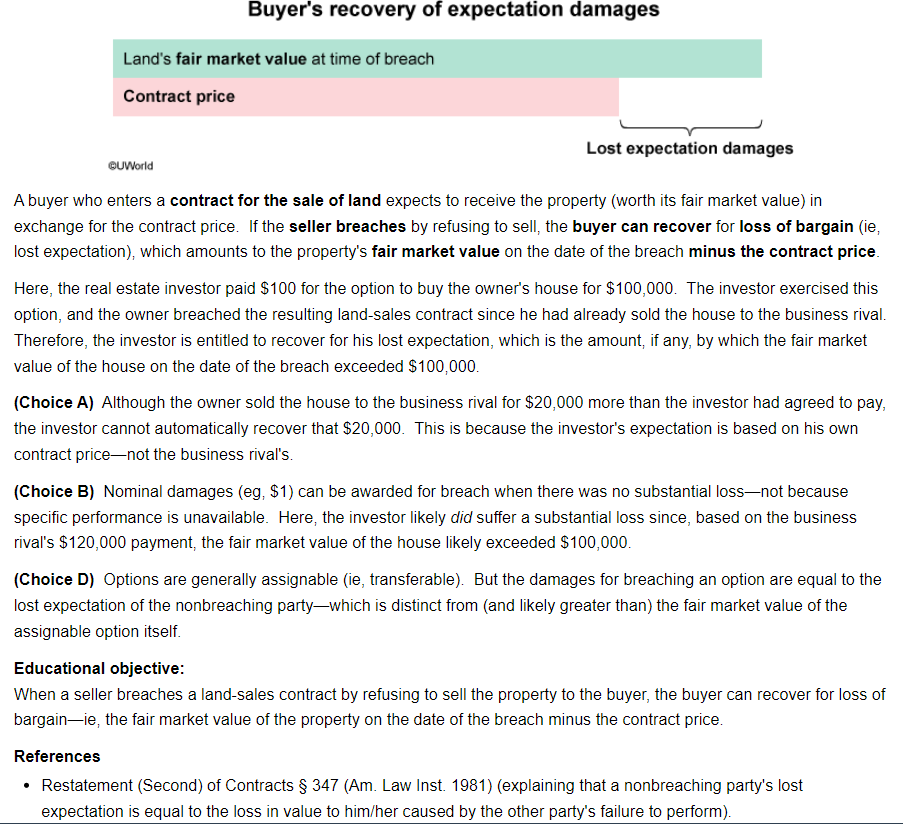 Buyer's recovery of expectation damages
Land's fair market value at time of breach
Contract price
Lost expectation damages
©UWorld
A buyer who enters a contract for the sale of land expects to receive the property (worth its fair market value) in
exchange for the contract price. If the seller breaches by refusing to sell, the buyer can recover for loss of bargain (ie,
lost expectation), which amounts to the property's fair market value on the date of the breach minus the contract price.
Here, the real estate investor paid $100 for the option to buy the owner's house for $100,000. The investor exercised this
option, and the owner breached the resulting land-sales contract since he had already sold the house to the business rival.
Therefore, the investor is entitled to recover for his lost expectation, which is the amount, if any, by which the fair market
value of the house on the date of the breach exceeded $100,000.
(Choice A) Although the owner sold the house to the business rival for $20,000 more than the investor had agreed to pay,
the investor cannot automatically recover that $20,000. This is because the investor's expectation is based on his own
contract price—not the business rival's.
(Choice B) Nominal damages (eg, $1) can be awarded for breach when there was no substantial loss—not because
specific performance is unavailable. Here, the investor likely did suffer a substantial loss since, based on the business
rival's $120,000 payment, the fair market value of the house likely exceeded $100,000.
(Choice D) Options are generally assignable (ie, transferable). But the damages for breaching an option are equal to the
lost expectation of the nonbreaching party—which is distinct from (and likely greater than) the fair market value of the
assignable option itself.
Educational objective:
When a seller breaches a land-sales contract by refusing to sell the property to the buyer, the buyer can recover for loss of
bargain—ie, the fair market value of the property on the date of the breach minus the contract price.
References
• Restatement (Second) of Contracts § 347 (Am. Law Inst. 1981) (explaining that a nonbreaching party's lost
expectation is equal to the loss in value to him/her caused by the other party's failure to perform).